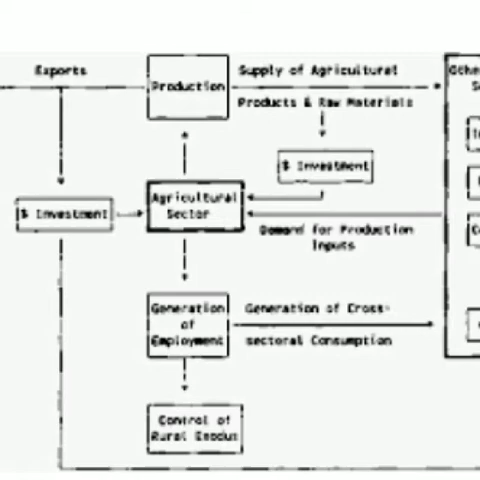 Exports
Production
Supply of Agricultural
Products & Raw Materials
$ Investment
Agricultural
Sector
$ Investment
Demand for Production
Inputs
Generation
of
Employment
Generation of Cross-
sectoral Consumption
Control of
Rural Exodus